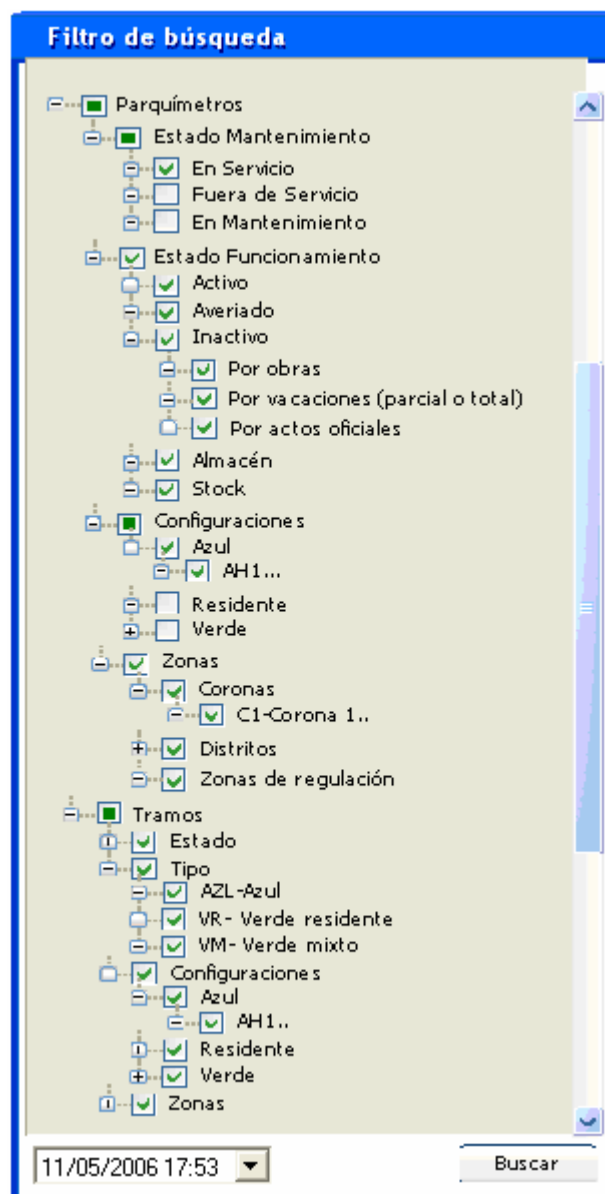 Filtro de búsqueda
Parquímetros
Estado Mantenimiento
En Servicio
Fuera de Servicio
En Mantenimiento
Estado Funcionamiento
Activo
Averiado
Inactivo
Por obras
Por vacaciones (parcial o total)
Por actos oficiales
Almacén
Stock
Configuraciones
Azul
AH1...
Residente
Verde
Zonas
Coronas
C1-Corona 1..
Distritos
Zonas de regulación
Tramos
Estado
Tipo
AZL-Azul
VR- Verde residente
VM- Verde mixto
Configuraciones
Azul
AH1..
Residente
Verde
Zonas
11/05/2006 17:53
Buscar